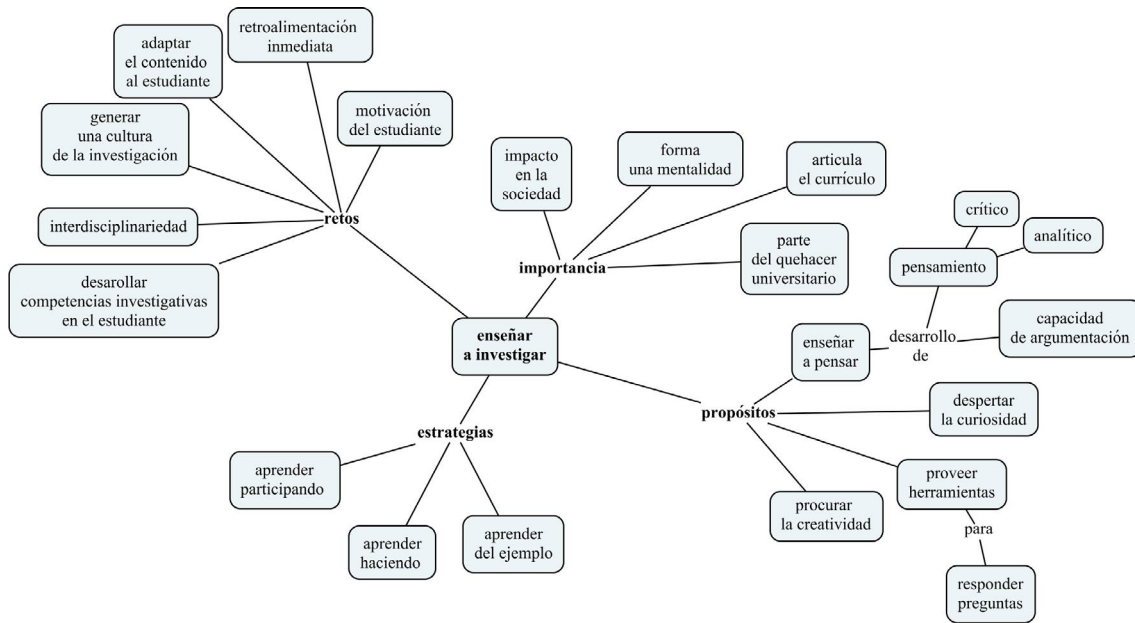 retroalimentación
inmediata
adaptar
el contenido
al estudiante
generar
una cultura
de la investigación
motivación
del estudiante
interdisciplinariedad
retos
desarollar
competencias investigativas
en el estudiante
impacto
en la
sociedad
forma
una mentalidad
articula
el currículo
importancia
parte
del quehacer
universitario
crítico
analítico
pensamiento
desarrollo
de
capacidad
de argumentación
enseñar
a investigar
enseñar
a pensar
propósitos
despertar
la curiosidad
proveer
herramientas
para
responder
preguntas
procurar
la creatividad
estrategias
aprender
participando
aprender
haciendo
aprender
del ejemplo